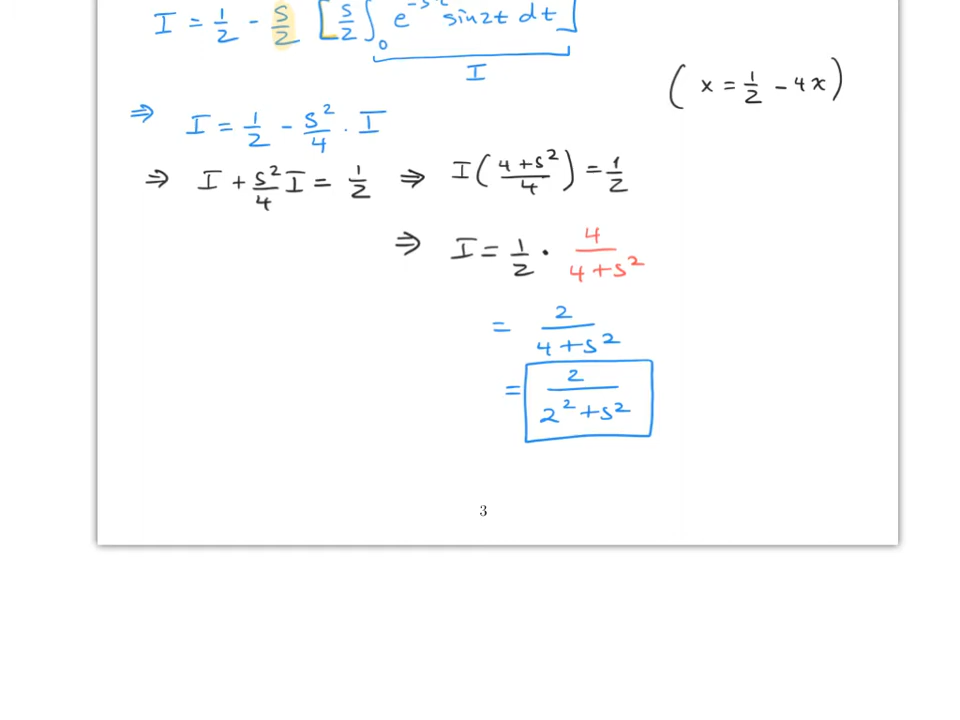 I = 1/2 - s/2 [ s/2 ∫₀ e^-st sin2t dt ]
I
( x = 1/2 - 4x )
⇒ I = 1/2 - s²/4 · I
⇒ I + s²/4 I = 1/2 ⇒ I ( (4+s²)/4 ) = 1/2
⇒ I = 1/2 · 4/(4+s²)
= 2/(4+s²)
= 2/(2²+s²)
3